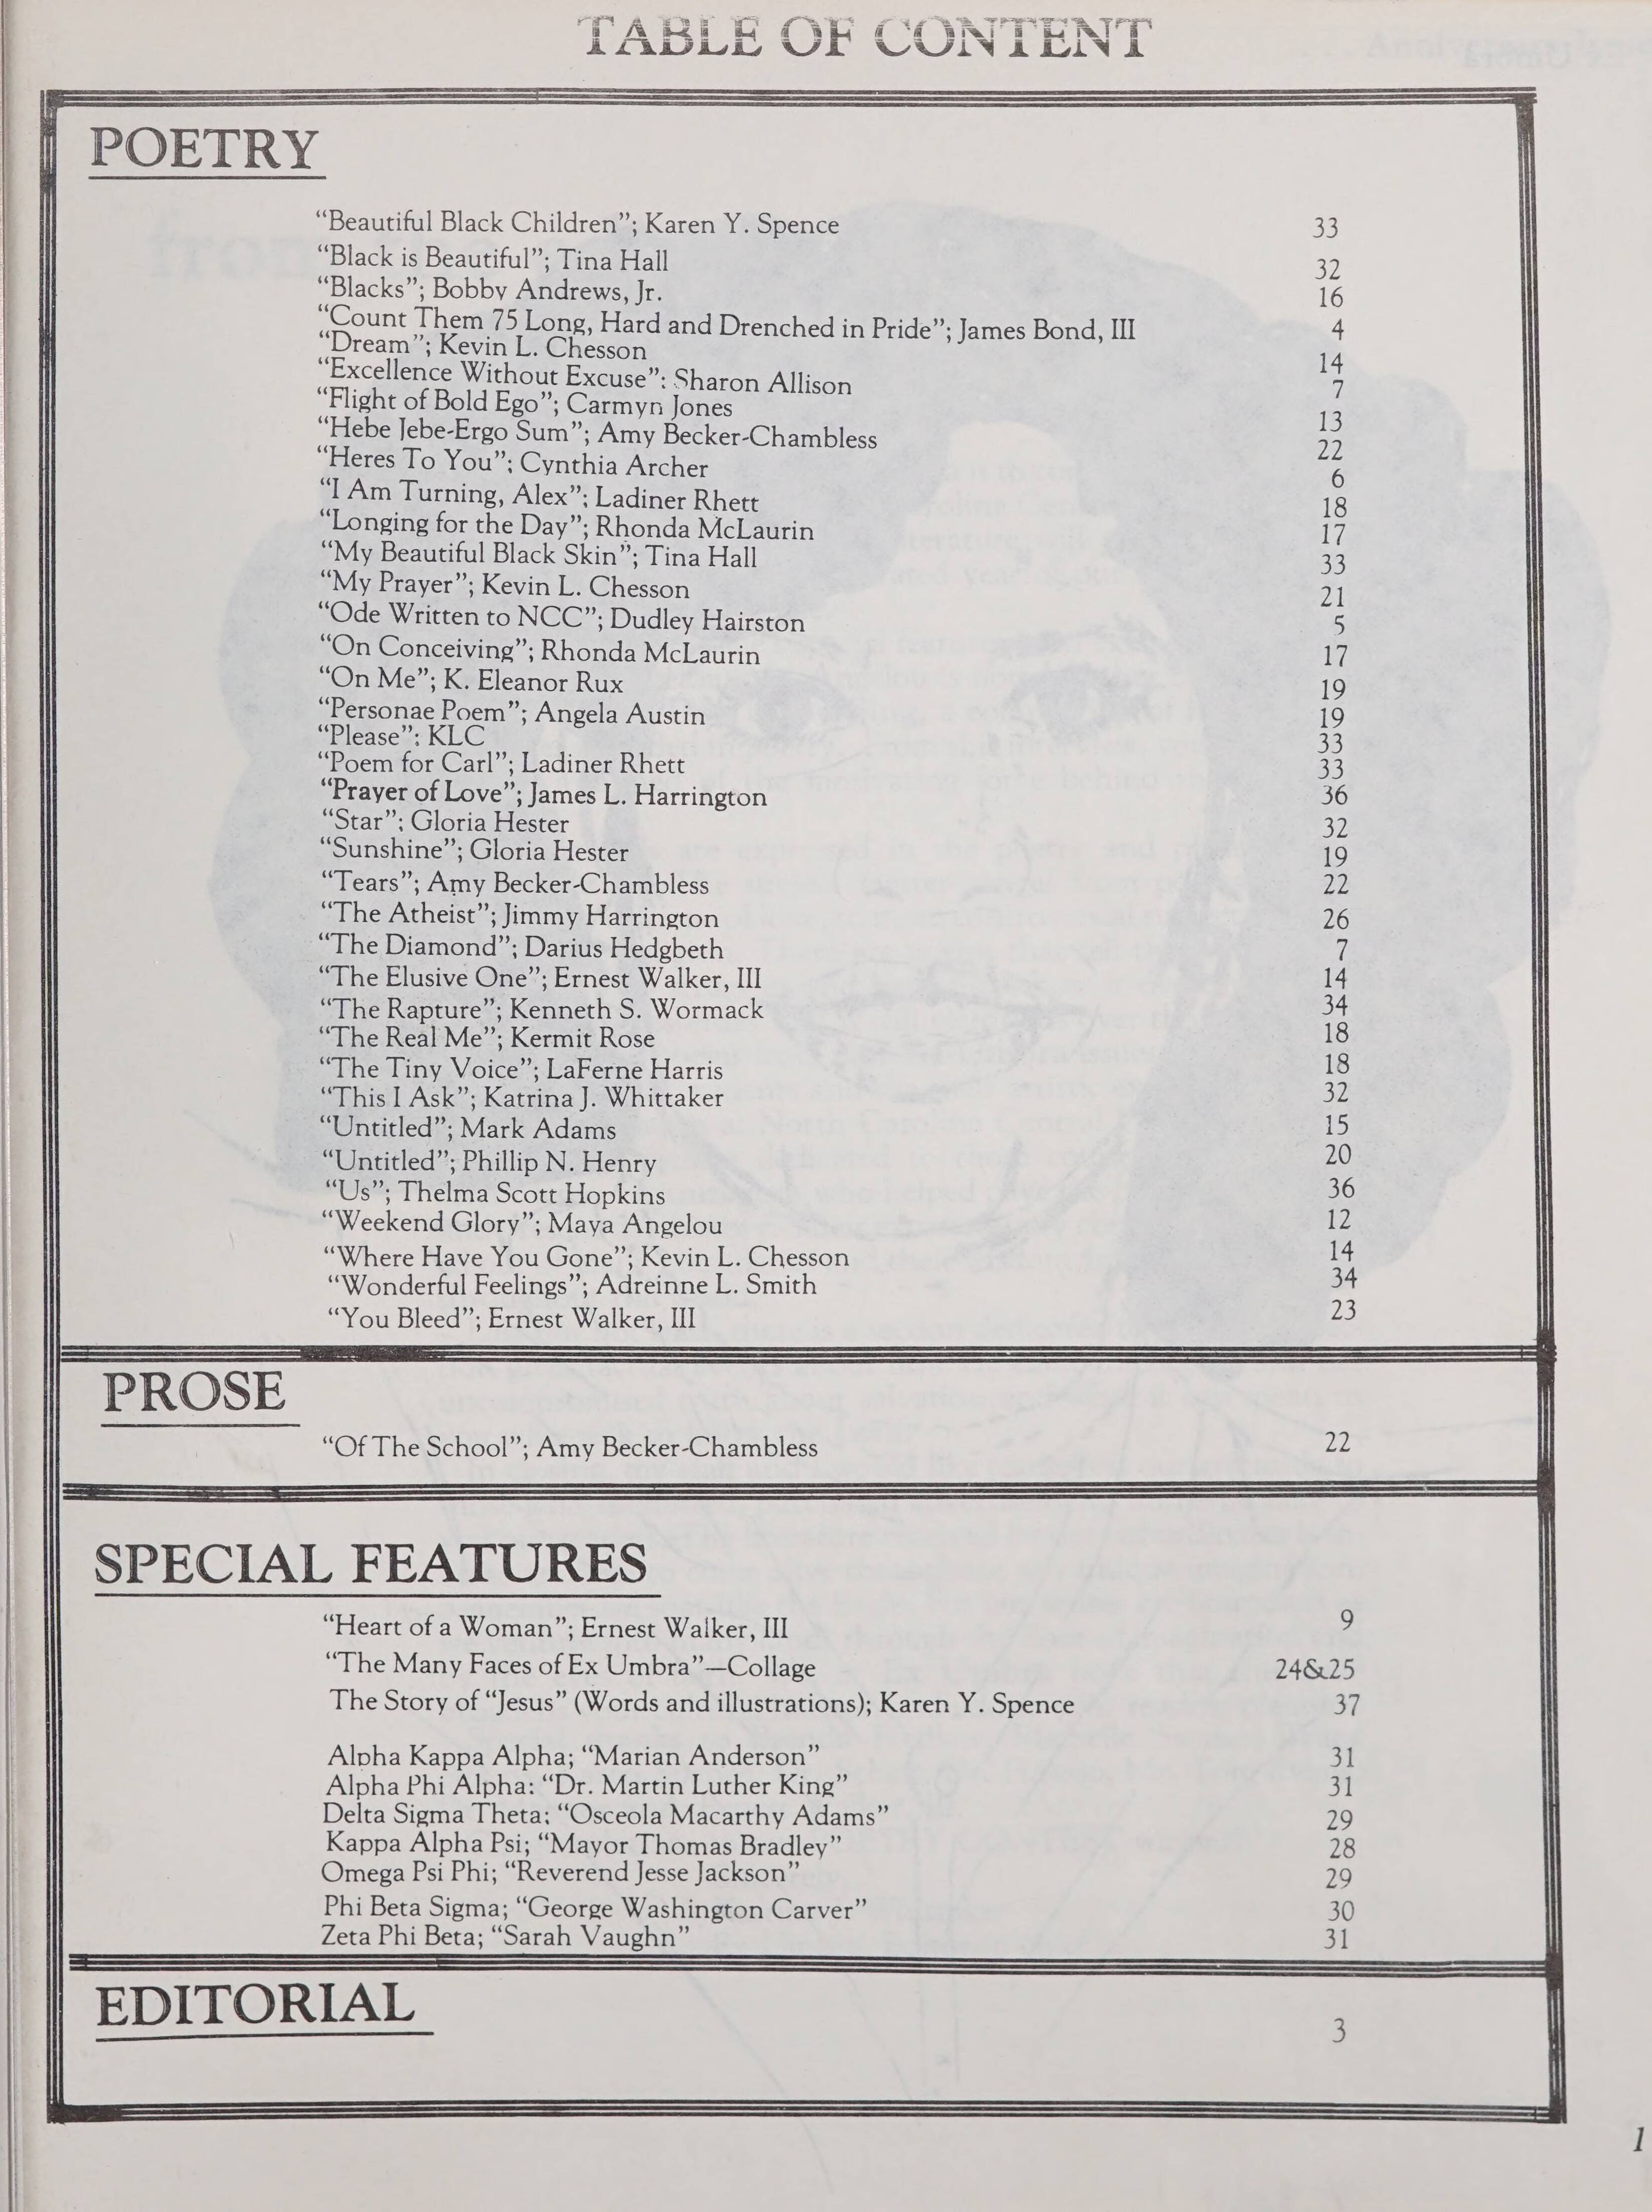 TABLE OF CONTENT
POETRY
“Beautiful Black Children”; Karen Y. Spence 33
“Black is Beautiful”; Tina Hall 32
“Blacks”; Bobby Andrews, Jr. 16
“Count Them 75 Long, Hard and Drenched in Pride”; James Bond, III 4
“Dream”; Kevin L. Chesson 14
“Excellence Without Excuse”: Sharon Allison 7
“Flight of Bold Ego”; Carmyn Jones 13
“Hebe Jebe-Ergo Sum”; Amy Becker-Chambless 22
“Heres To You”; Cynthia Archer 6
“I Am Turning, Alex”; Ladiner Rhett 18
“Longing for the Day”; Rhonda McLaurin 17
“My Beautiful Black Skin”; Tina Hall 33
“My Prayer”; Kevin L. Chesson 21
“Ode Written to NCC”; Dudley Hairston 5
“On Conceiving”; Rhonda McLaurin 17
“On Me”; K. Eleanor Rux 19
“Personae Poem”; Angela Austin 19
“Please”; KLC 33
“Poem for Carl”; Ladiner Rhett 33
“Prayer of Love”; James L. Harrington 36
“Star”; Gloria Hester 32
“Sunshine”; Gloria Hester 19
“Tears”; Amy Becker-Chambless 22
“The Atheist”; Jimmy Harrington 26
“The Diamond”; Darius Hedgbeth 7
“The Elusive One”; Ernest Walker, III 14
“The Rapture”; Kenneth S. Wormack 34
“The Real Me”; Kermit Rose 18
“The Tiny Voice”; LaFerne Harris 18
“This I Ask”; Katrina J. Whittaker 32
“Untitled”; Mark Adams 15
“Untitled”; Phillip N. Henry 20
“Us”; Thelma Scott Hopkins 36
“Weekend Glory”; Maya Angelou 12
“Where Have You Gone”; Kevin L. Chesson 14
“Wonderful Feelings”; Adreinne L. Smith 34
“You Bleed”; Ernest Walker, III 23
PROSE
“Of The School”; Amy Becker-Chambless 22
SPECIAL FEATURES
“Heart of a Woman”; Ernest Walker, III 9
“The Many Faces of Ex Umbra”—Collage 24&25
The Story of “Jesus” (Words and illustrations); Karen Y. Spence 37
Alpha Kappa Alpha; “Marian Anderson” 31
Alpha Phi Alpha: “Dr. Martin Luther King” 31
Delta Sigma Theta; “Osceola Macarthy Adams” 29
Kappa Alpha Psi; “Mayor Thomas Bradley” 28
Omega Psi Phi; “Reverend Jesse Jackson” 29
Phi Beta Sigma; “George Washington Carver” 30
Zeta Phi Beta; “Sarah Vaughn” 31
EDITORIAL 3
1